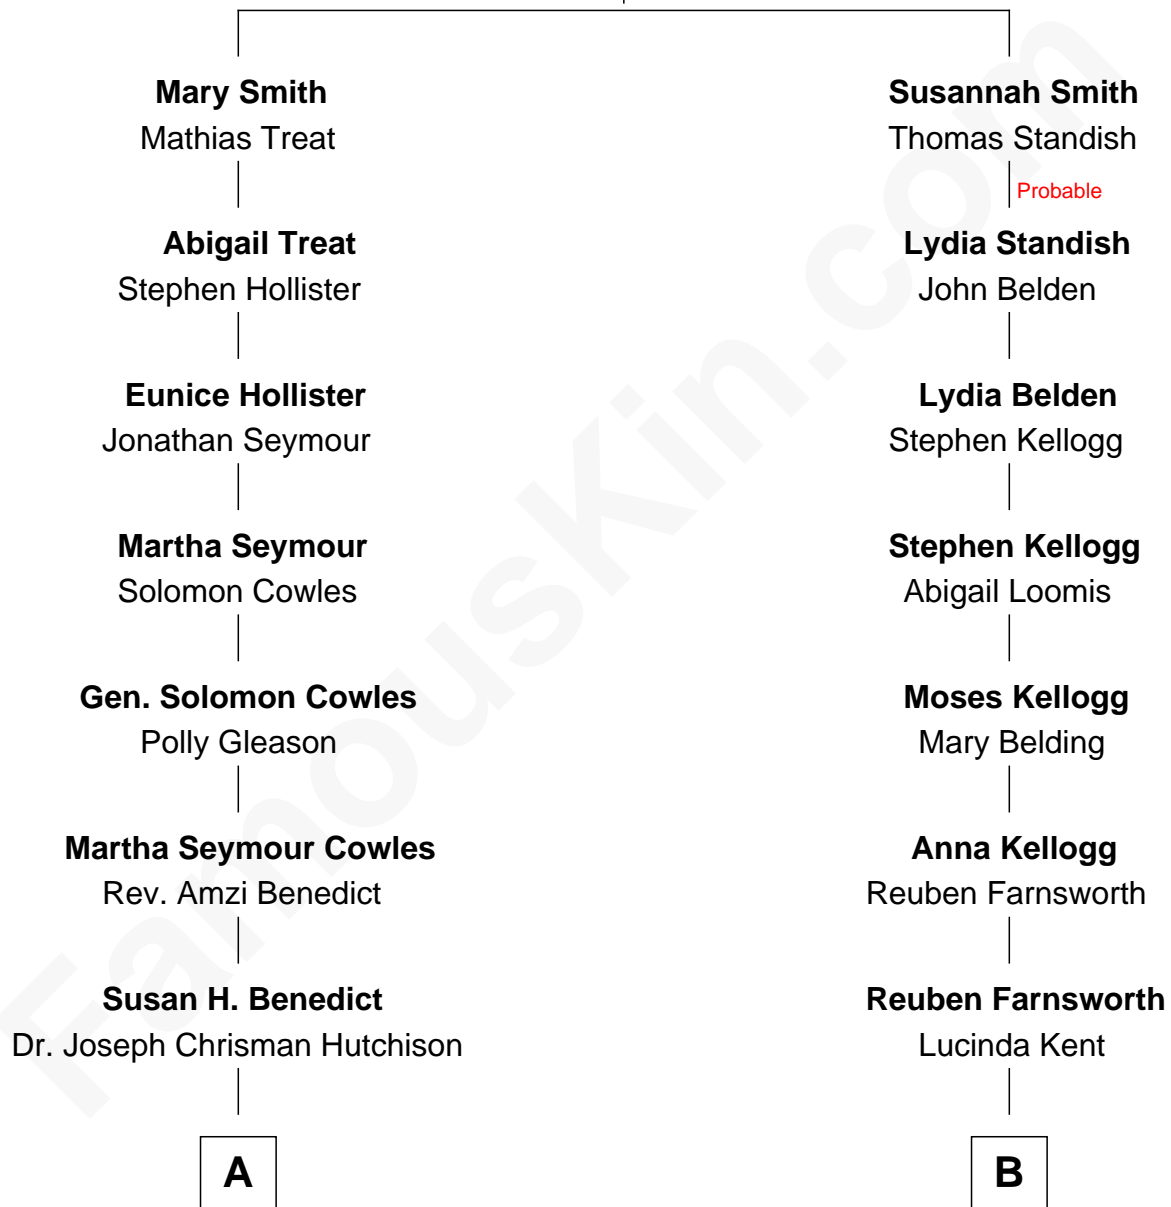 Mary Smith
Mathias Treat
Abigail Treat
Stephen Hollister
Eunice Hollister
Jonathan Seymour
Martha Seymour
Solomon Cowles
Gen. Solomon Cowles
Polly Gleason
Martha Seymour Cowles
Rev. Amzi Benedict
Susan H. Benedict
Dr. Joseph Chrisman Hutchison
A
Susannah Smith
Thomas Standish
Probable
Lydia Standish
John Belden
Lydia Belden
Stephen Kellogg
Stephen Kellogg
Abigail Loomis
Moses Kellogg
Mary Belding
Anna Kellogg
Reuben Farnsworth
Reuben Farnsworth
Lucinda Kent
B
FamousKin.com